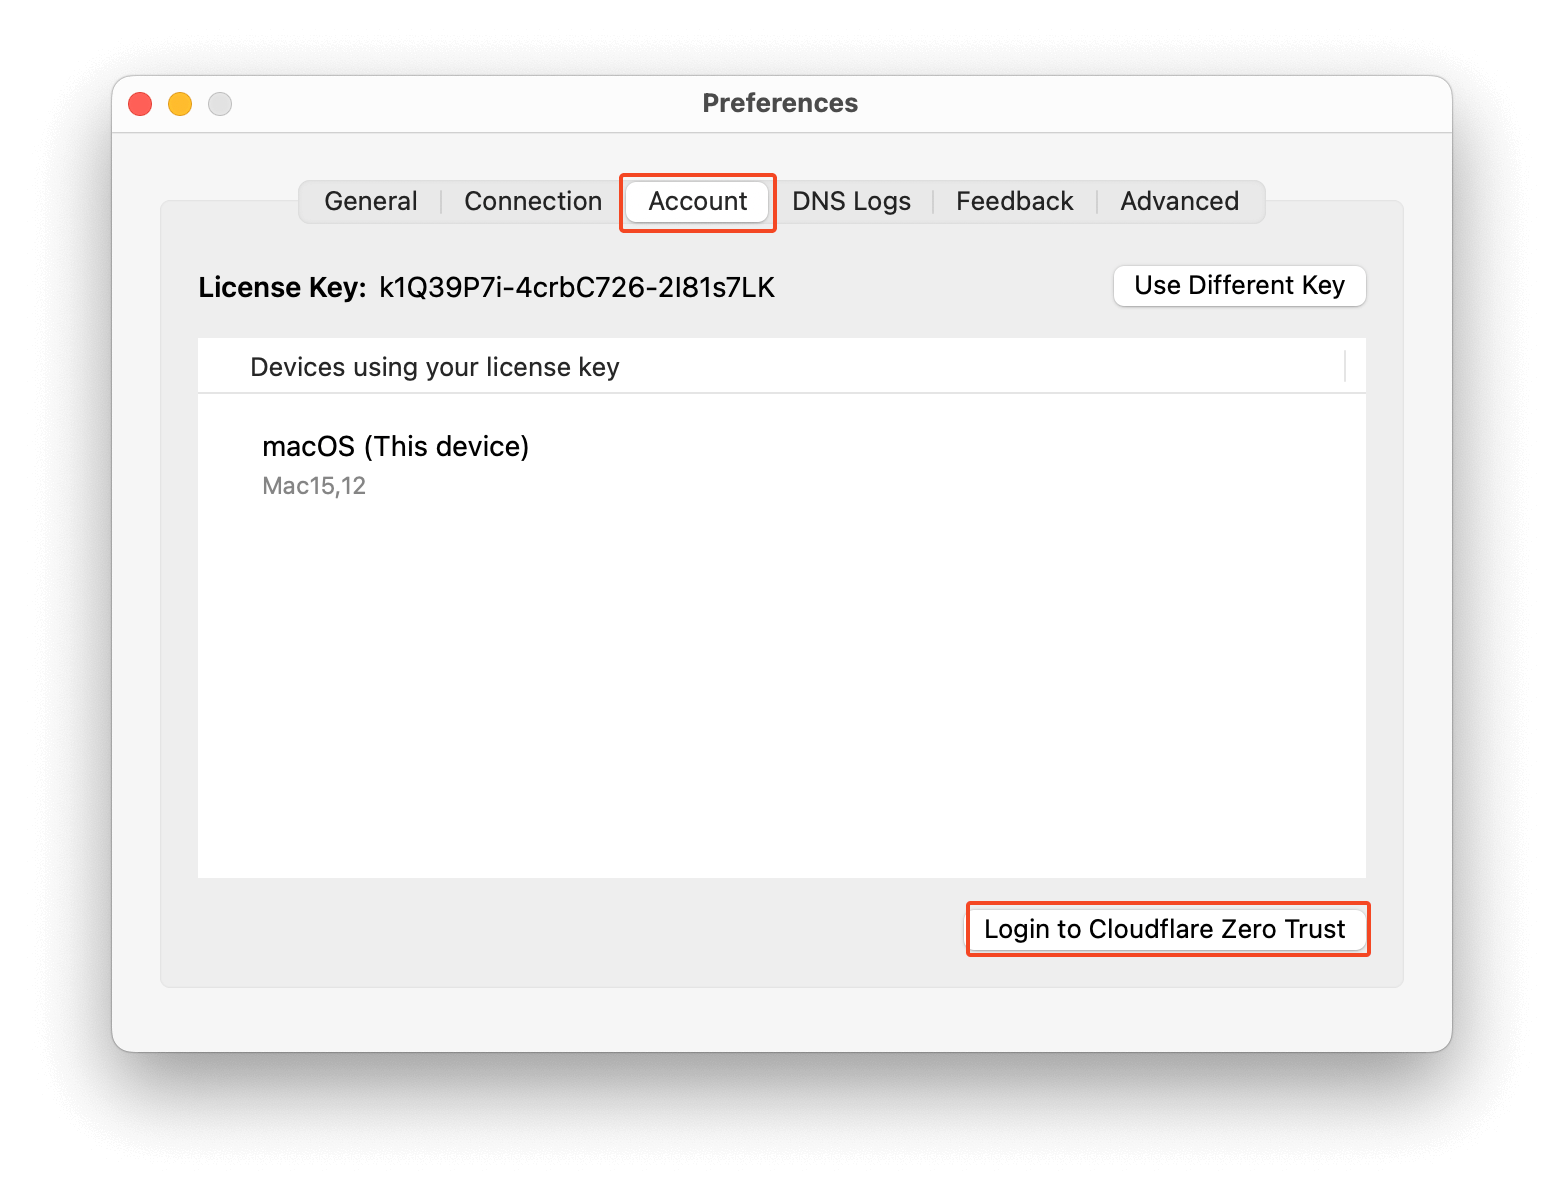 Preferences
General Connection Account DNS Logs Feedback Advanced
License Key: k1Q39P7i-4crbC726-2I81s7LK Use Different Key
Devices using your license key
macOS (This device)
Mac15,12
Login to Cloudflare Zero Trust